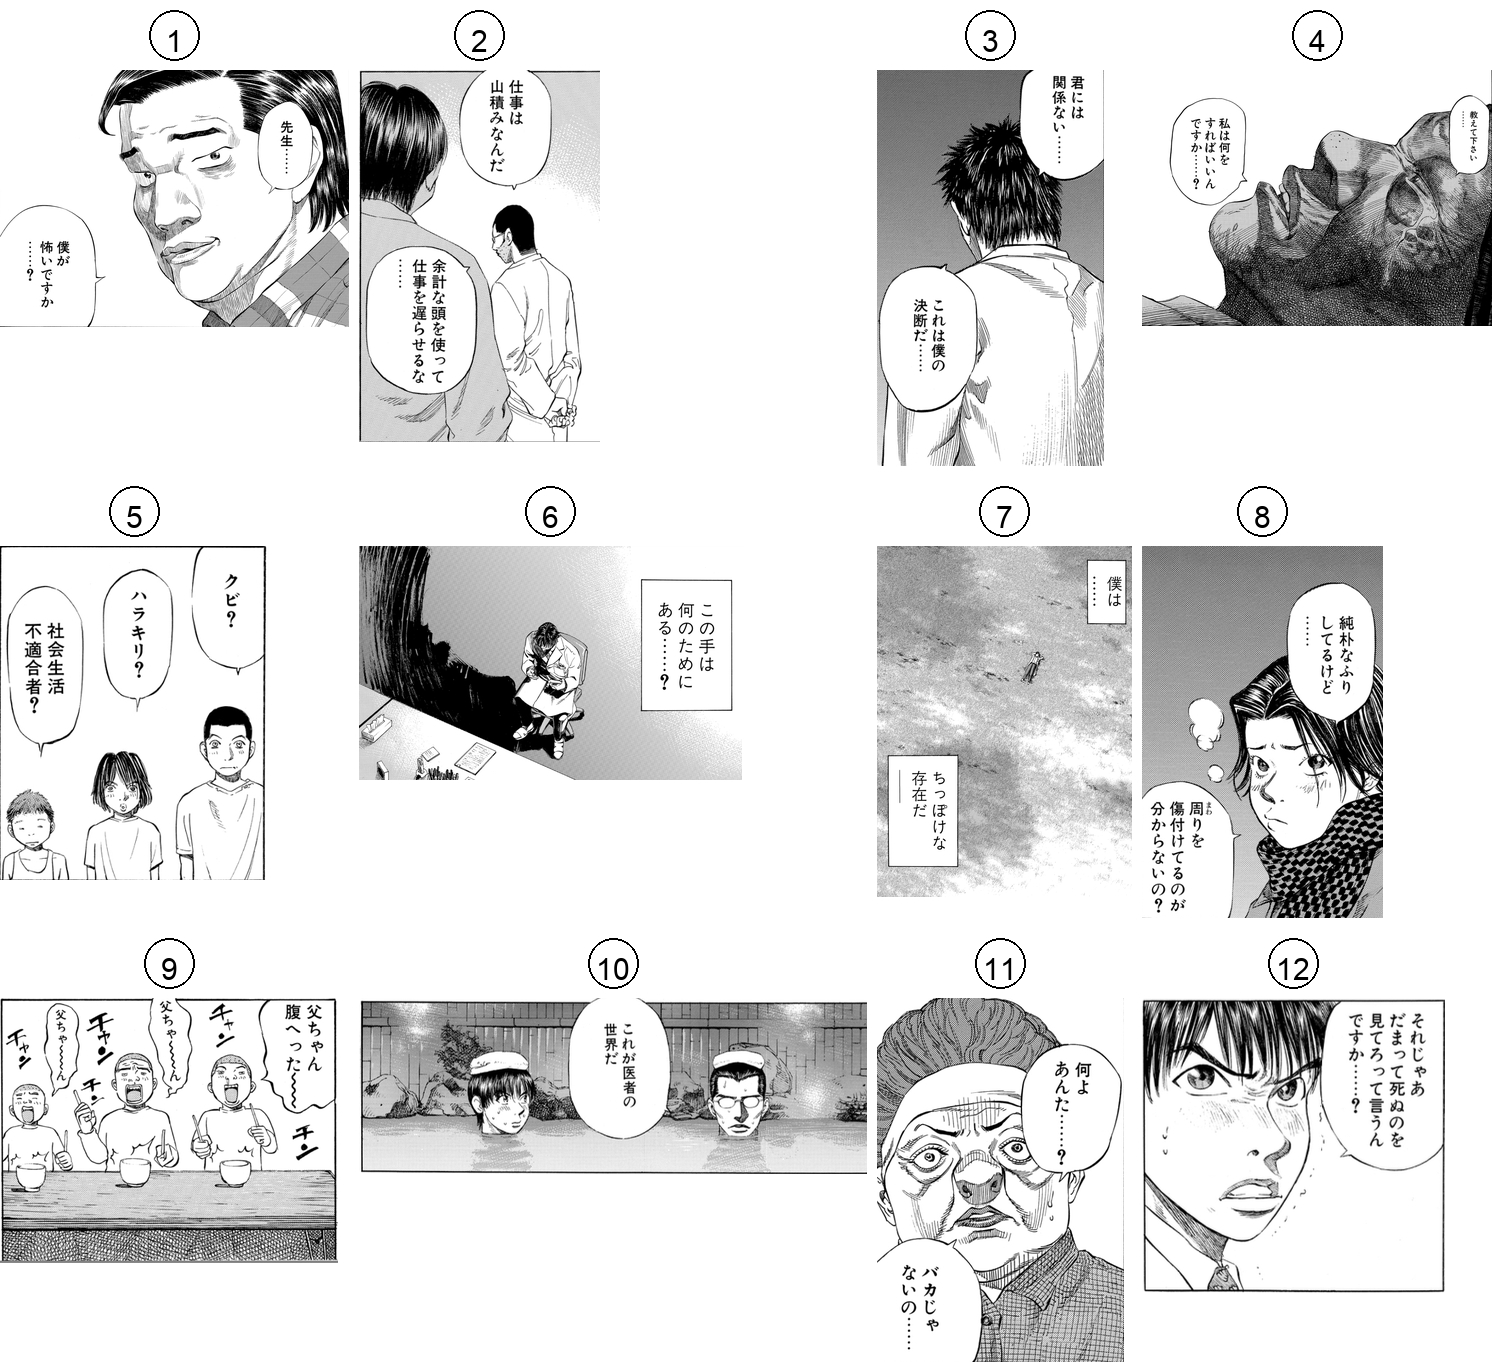 1
先生……
僕が
怖いですか
……?
2
仕事は
山積みなんだ
余計な頭を使って
仕事を遅らせるな
……
3
君には
関係ない……
これは僕の
決断だ……
4
教えて下さい
……
私は何を
すればいいん
ですか……?
5
クビ?
ハラキリ?
社会生活
不適合者?
6
この手は
何のために
ある……?
7
僕は
……
ちっぽけな
存在だ
――
8
純朴なふり
してるけど
……
周りを
まわ
傷付けてるのが
分からないの?
9
父ちゃん
腹へった〜〜
父ちゃ〜〜ん
父ちゃ〜〜ん
チャン
チャン
チャン
チン
チン
10
これが医者の
世界だ
11
何よ
あんた……?
バカじゃ
ないの……
12
それじゃあ
だまって死ぬのを
見てろって言うん
ですか……?